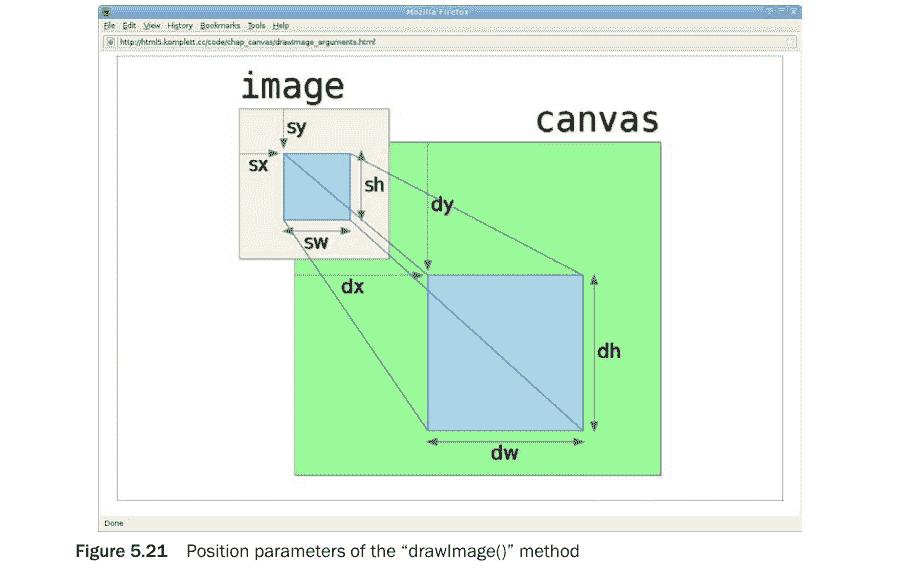 Mozilla Firefox
File Edit View History Bookmarks Tools Help
http://html5.komplett.cc/code/chap_canvas/drawImage_arguments.html
image
canvas
sy
sx
sh
dy
sw
dx
dh
dw
Done
Figure 5.21 Position parameters of the “drawImage()” method